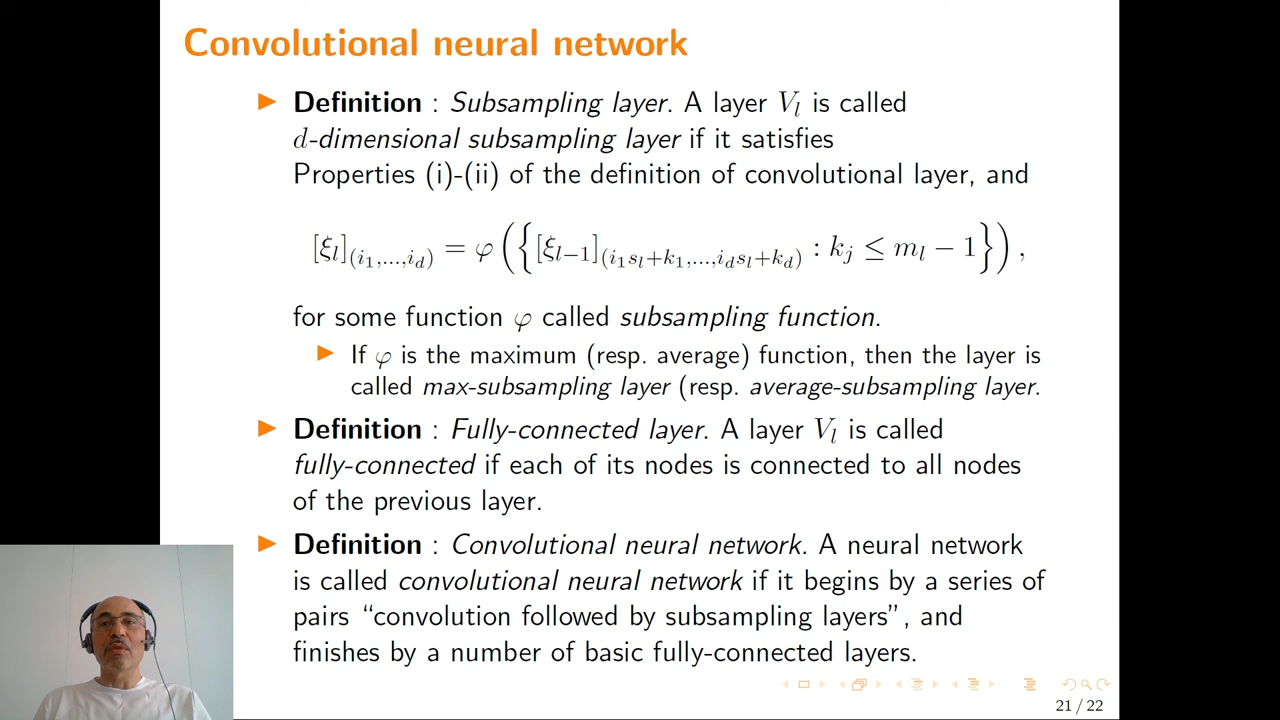 Convolutional neural network
Definition : Subsampling layer. A layer V_l is called
d-dimensional subsampling layer if it satisfies
Properties (i)-(ii) of the definition of convolutional layer, and
[ξ_l]_{(i_1,...,i_d)} = φ ( { [ξ_{l−1}]_{(i_1 s_l+k_1,...,i_d s_l+k_d)} : k_j ≤ m_l − 1 } ) ,
for some function φ called subsampling function.
If φ is the maximum (resp. average) function, then the layer is
called max-subsampling layer (resp. average-subsampling layer.
Definition : Fully-connected layer. A layer V_l is called
fully-connected if each of its nodes is connected to all nodes
of the previous layer.
Definition : Convolutional neural network. A neural network
is called convolutional neural network if it begins by a series of
pairs “convolution followed by subsampling layers”, and
finishes by a number of basic fully-connected layers.
21 / 22